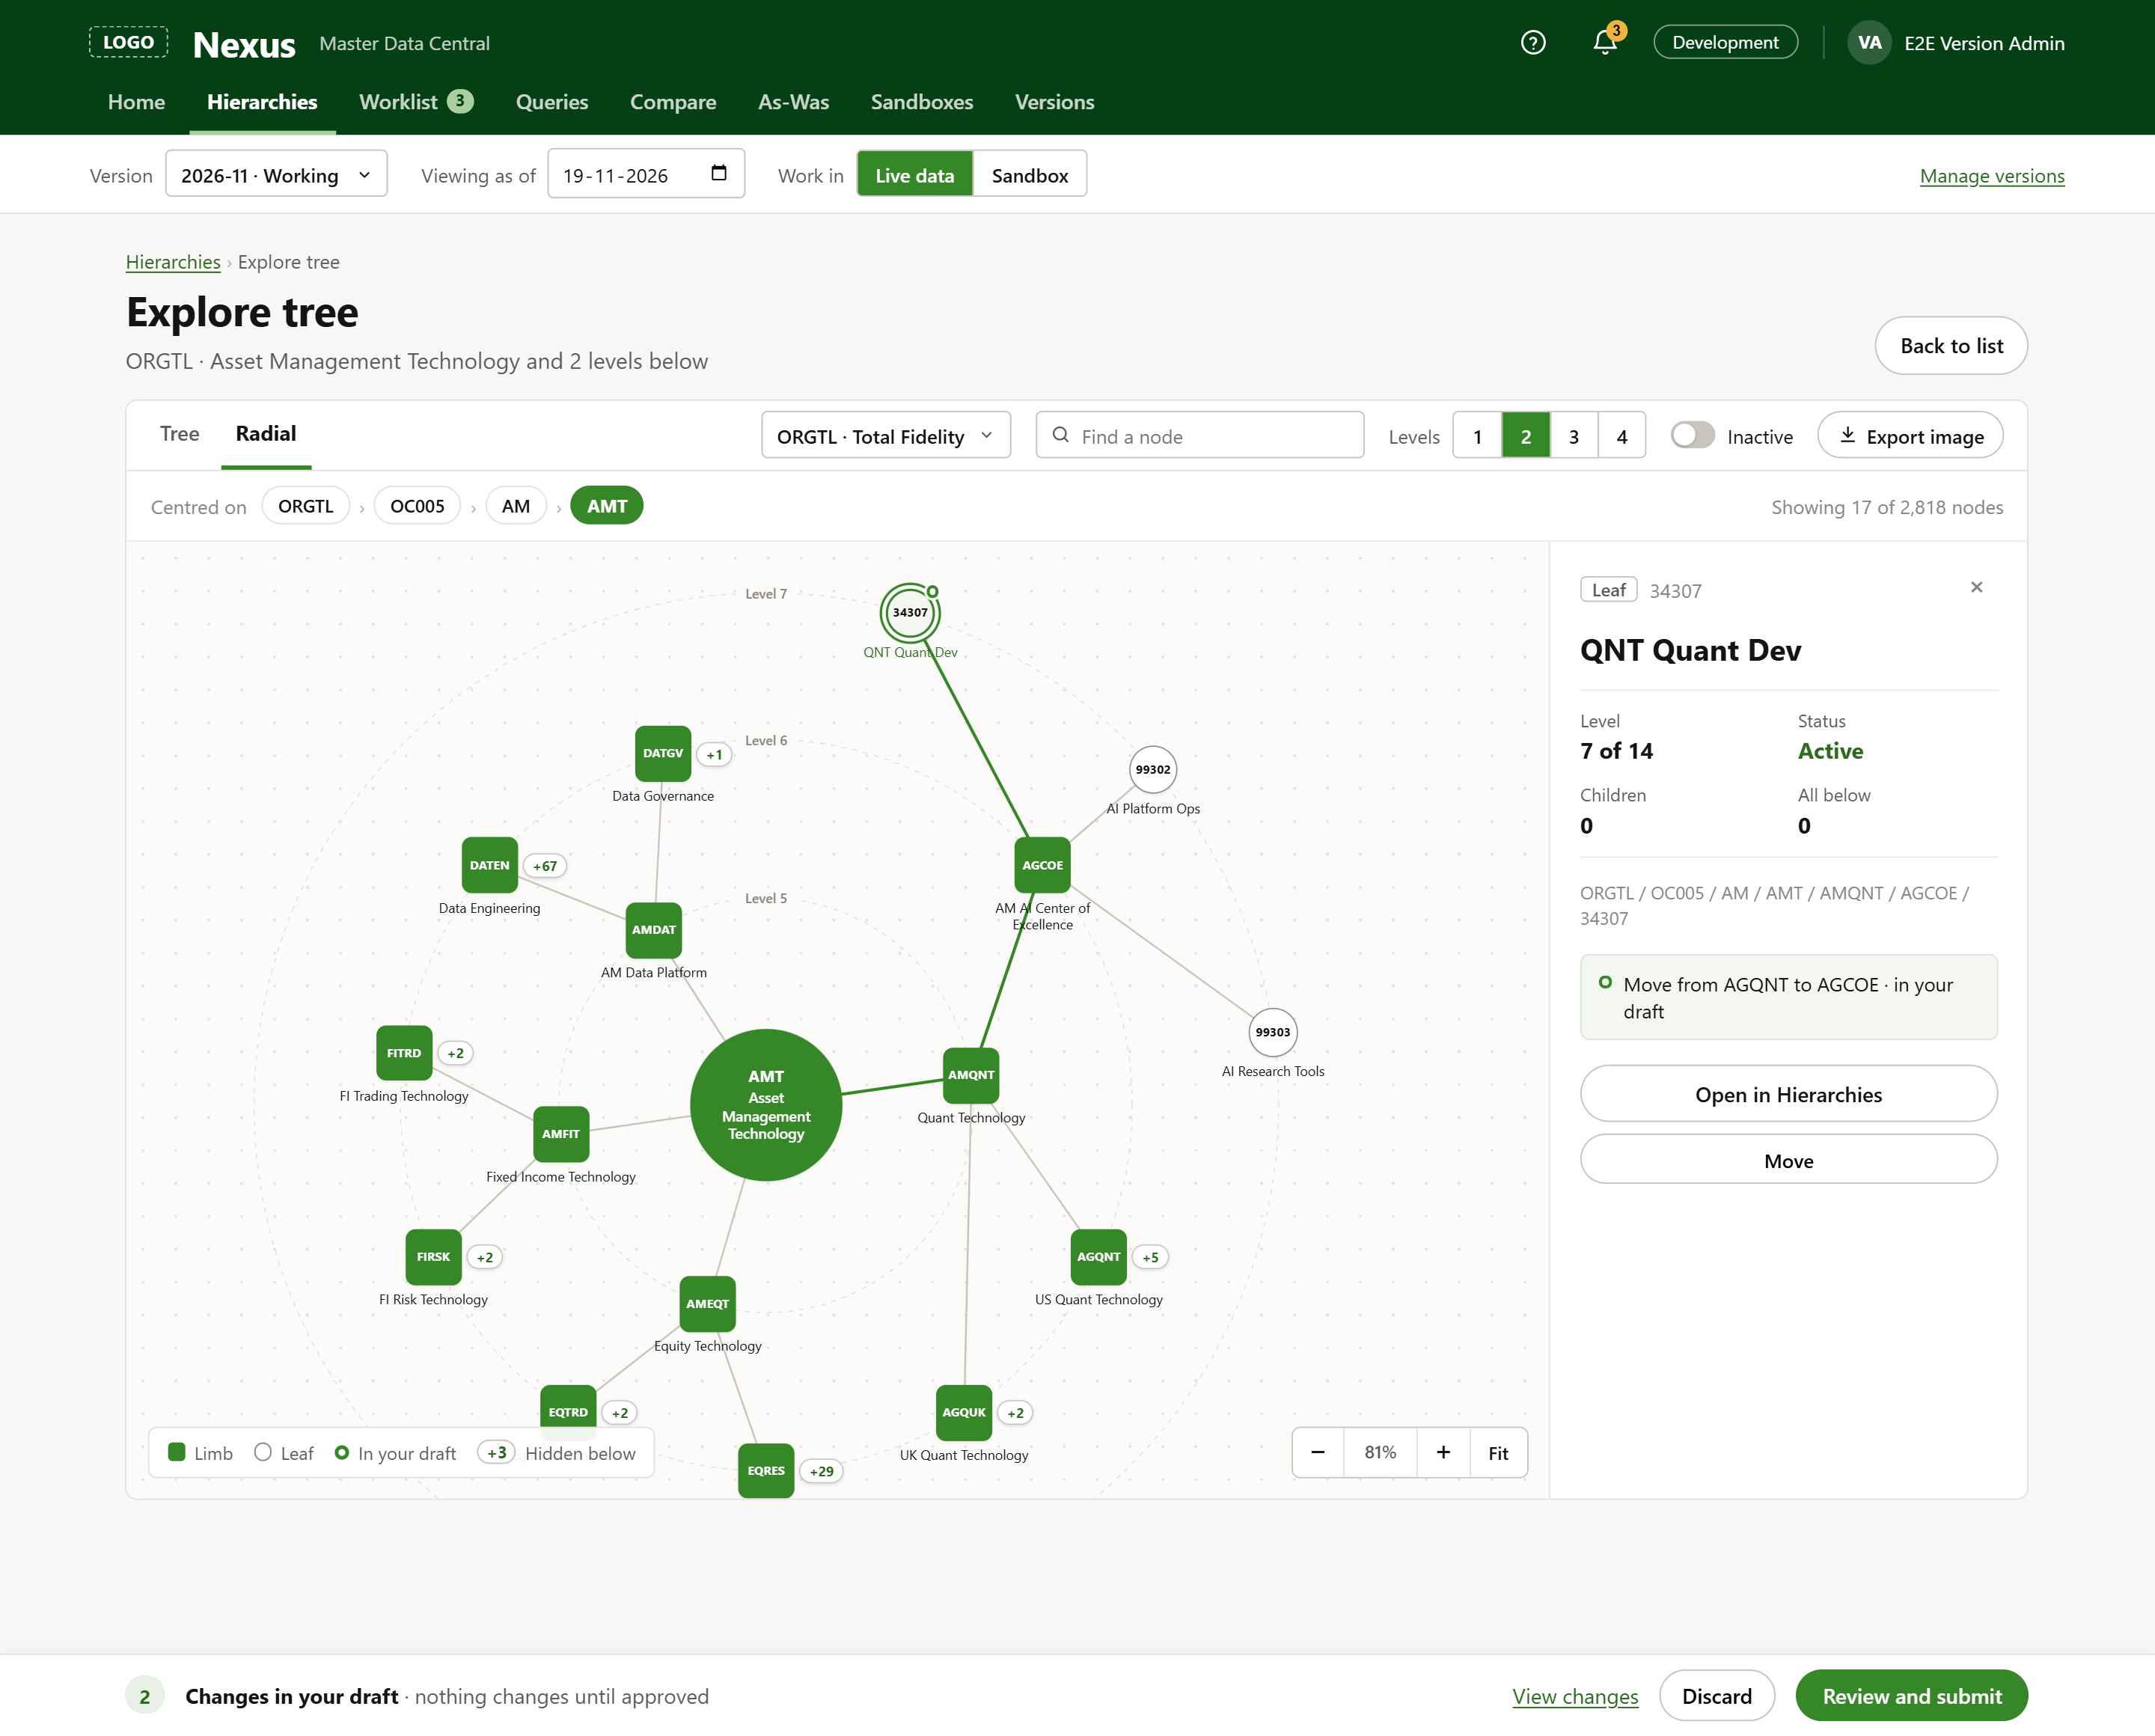 LOGO Nexus Master Data Central
3
Development
VA E2E Version Admin
Home Hierarchies Worklist 3 Queries Compare As-Was Sandboxes Versions
Version 2026-11 · Working Viewing as of 19-11-2026 Work in Live data Sandbox Manage versions
Hierarchies › Explore tree
Explore tree
ORGTL · Asset Management Technology and 2 levels below
Back to list
Tree Radial ORGTL · Total Fidelity Find a node Levels 1 2 3 4 Inactive Export image
Centred on ORGTL › OC005 › AM › AMT Showing 17 of 2,818 nodes
Level 7
34307
QNT Quant Dev
DATGV +1
Level 6
Data Governance
99302
AI Platform Ops
DATEN +67
Data Engineering
AGCOE
AM AI Center of
Excellence
Level 5
AMDAT
AM Data Platform
FITRD +2
FI Trading Technology
99303
AI Research Tools
AMT
Asset
Management
Technology
AMQNT
Quant Technology
AMFIT
Fixed Income Technology
FIRSK +2
FI Risk Technology
AGQNT +5
US Quant Technology
AMEQT
Equity Technology
EQTRD +2
AGQUK +2
UK Quant Technology
EQRES +29
Limb Leaf In your draft +3 Hidden below
− 81% + Fit
Leaf 34307 ×
QNT Quant Dev
Level Status
7 of 14 Active
Children All below
0 0
ORGTL / OC005 / AM / AMT / AMQNT / AGCOE /
34307
Move from AGQNT to AGCOE · in your
draft
Open in Hierarchies
Move
2 Changes in your draft · nothing changes until approved View changes Discard Review and submit